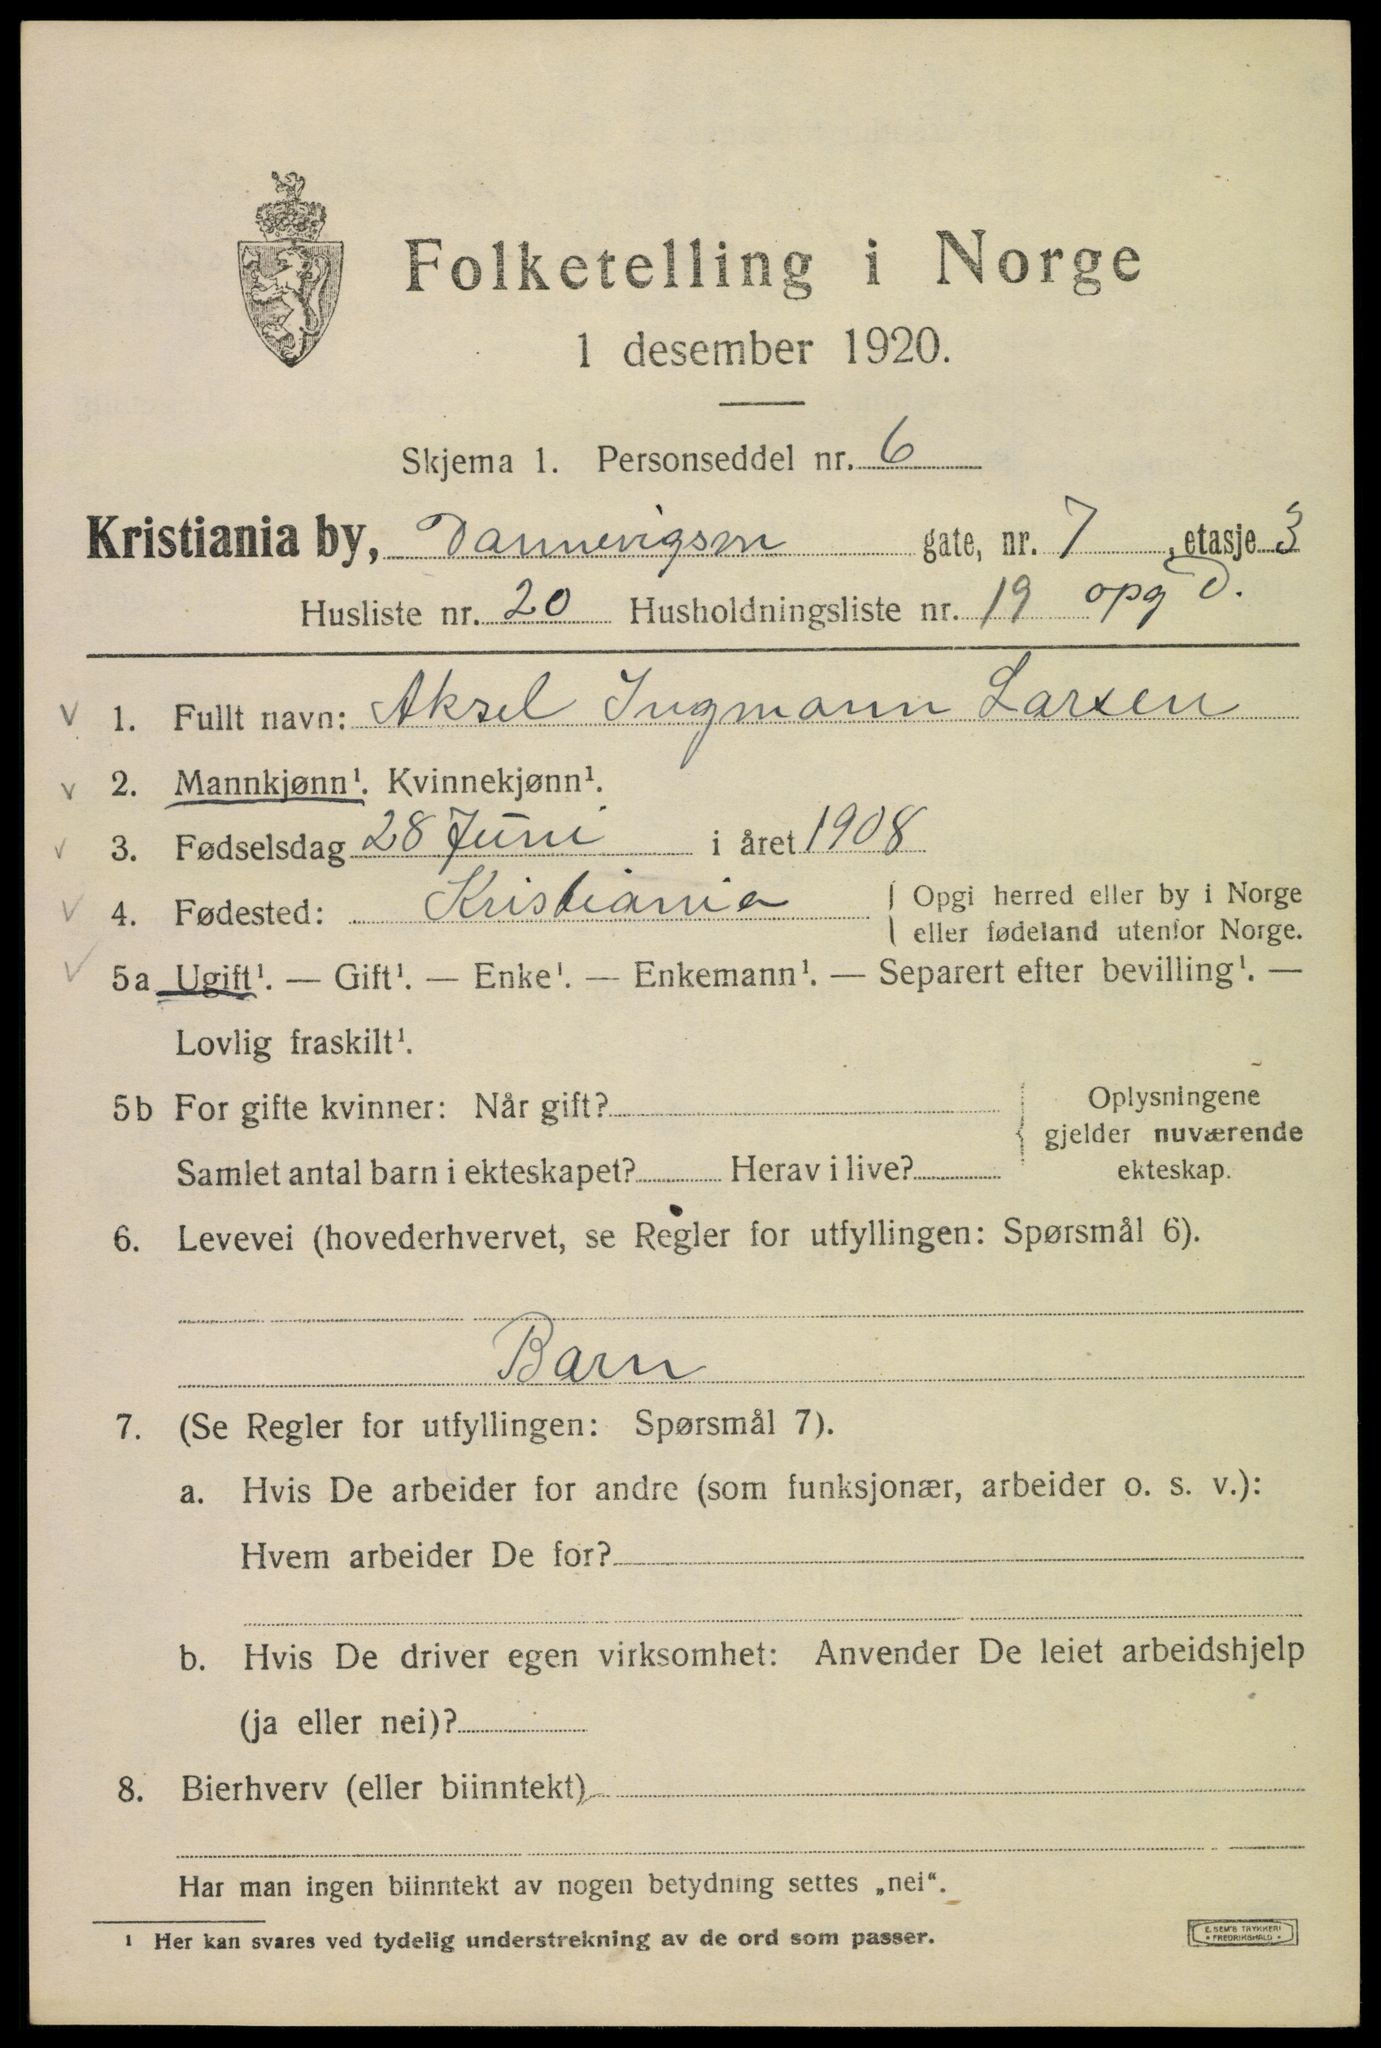 Folketelling i Norge
1 desember 1920.
Skjema 1. Personseddel nr. 6
Kristiania by, Dannevigsvn gate, nr. 7, etasje 3
Husliste nr. 20 Husholdningsliste nr. 19 opg D.
1. Fullt navn: Aksel Ingmann Larsen
2. Mannkjønn¹. Kvinnekjønn¹.
3. Fødselsdag 28 Juni i året 1908
4. Fødested: Kristiania { Opgi herred eller by i Norge
eller fødeland utenfor Norge.
5a Ugift¹. — Gift¹. — Enke¹. — Enkemann¹. — Separert efter bevilling¹. —
Lovlig fraskilt¹.
5b For gifte kvinner: Når gift? { Oplysningene
gjelder nuværende
Samlet antal barn i ekteskapet? Herav i live? ekteskap.
6. Levevei (hovederhvervet, se Regler for utfyllingen: Spørsmål 6).
Barn
7. (Se Regler for utfyllingen: Spørsmål 7).
a. Hvis De arbeider for andre (som funksjonær, arbeider o. s. v.):
Hvem arbeider De for?
b. Hvis De driver egen virksomhet: Anvender De leiet arbeidshjelp
(ja eller nei)?
8. Bierhverv (eller biinntekt)
Har man ingen biinntekt av nogen betydning settes „nei“.
¹ Her kan svares ved tydelig understrekning av de ord som passer.
E. SEM'S TRYKKERI
• FREDRIKSHALD •